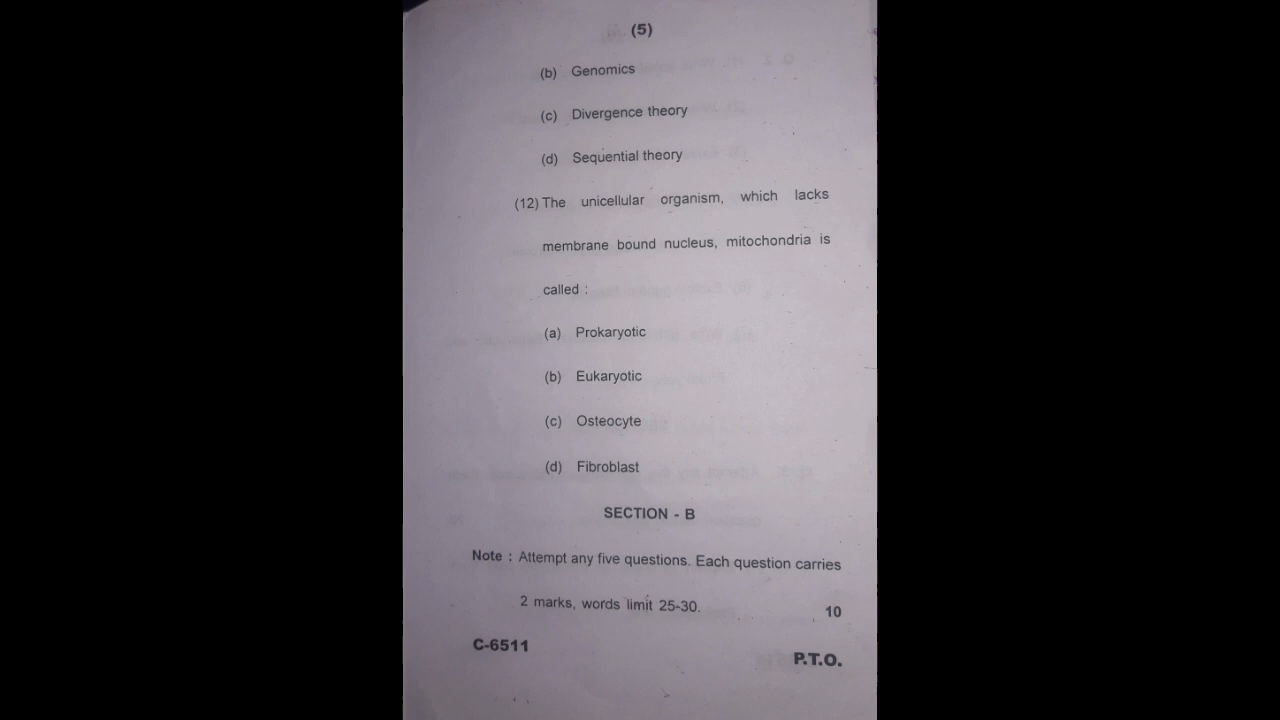 (5)
(b) Genomics
(c) Divergence theory
(d) Sequential theory
(12) The unicellular organism, which lacks
membrane bound nucleus, mitochondria is
called :
(a) Prokaryotic
(b) Eukaryotic
(c) Osteocyte
(d) Fibroblast
SECTION - B
Note : Attempt any five questions. Each question carries
2 marks, words limit 25-30. 10
C-6511 P.T.O.